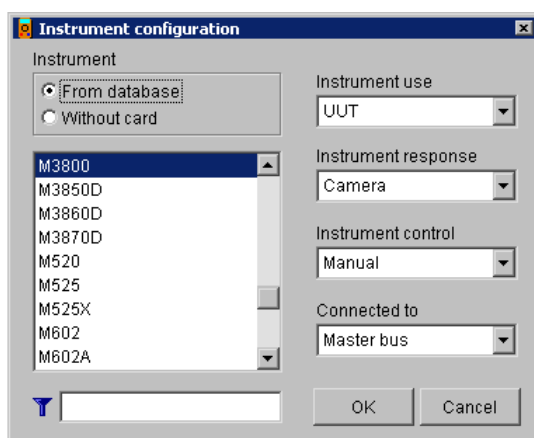 Instrument configuration
Instrument
From database
Without card
M3800
M3850D
M3860D
M3870D
M520
M525
M525X
M602
M602A
Instrument use
UUT
Instrument response
Camera
Instrument control
Manual
Connected to
Master bus
OK
Cancel